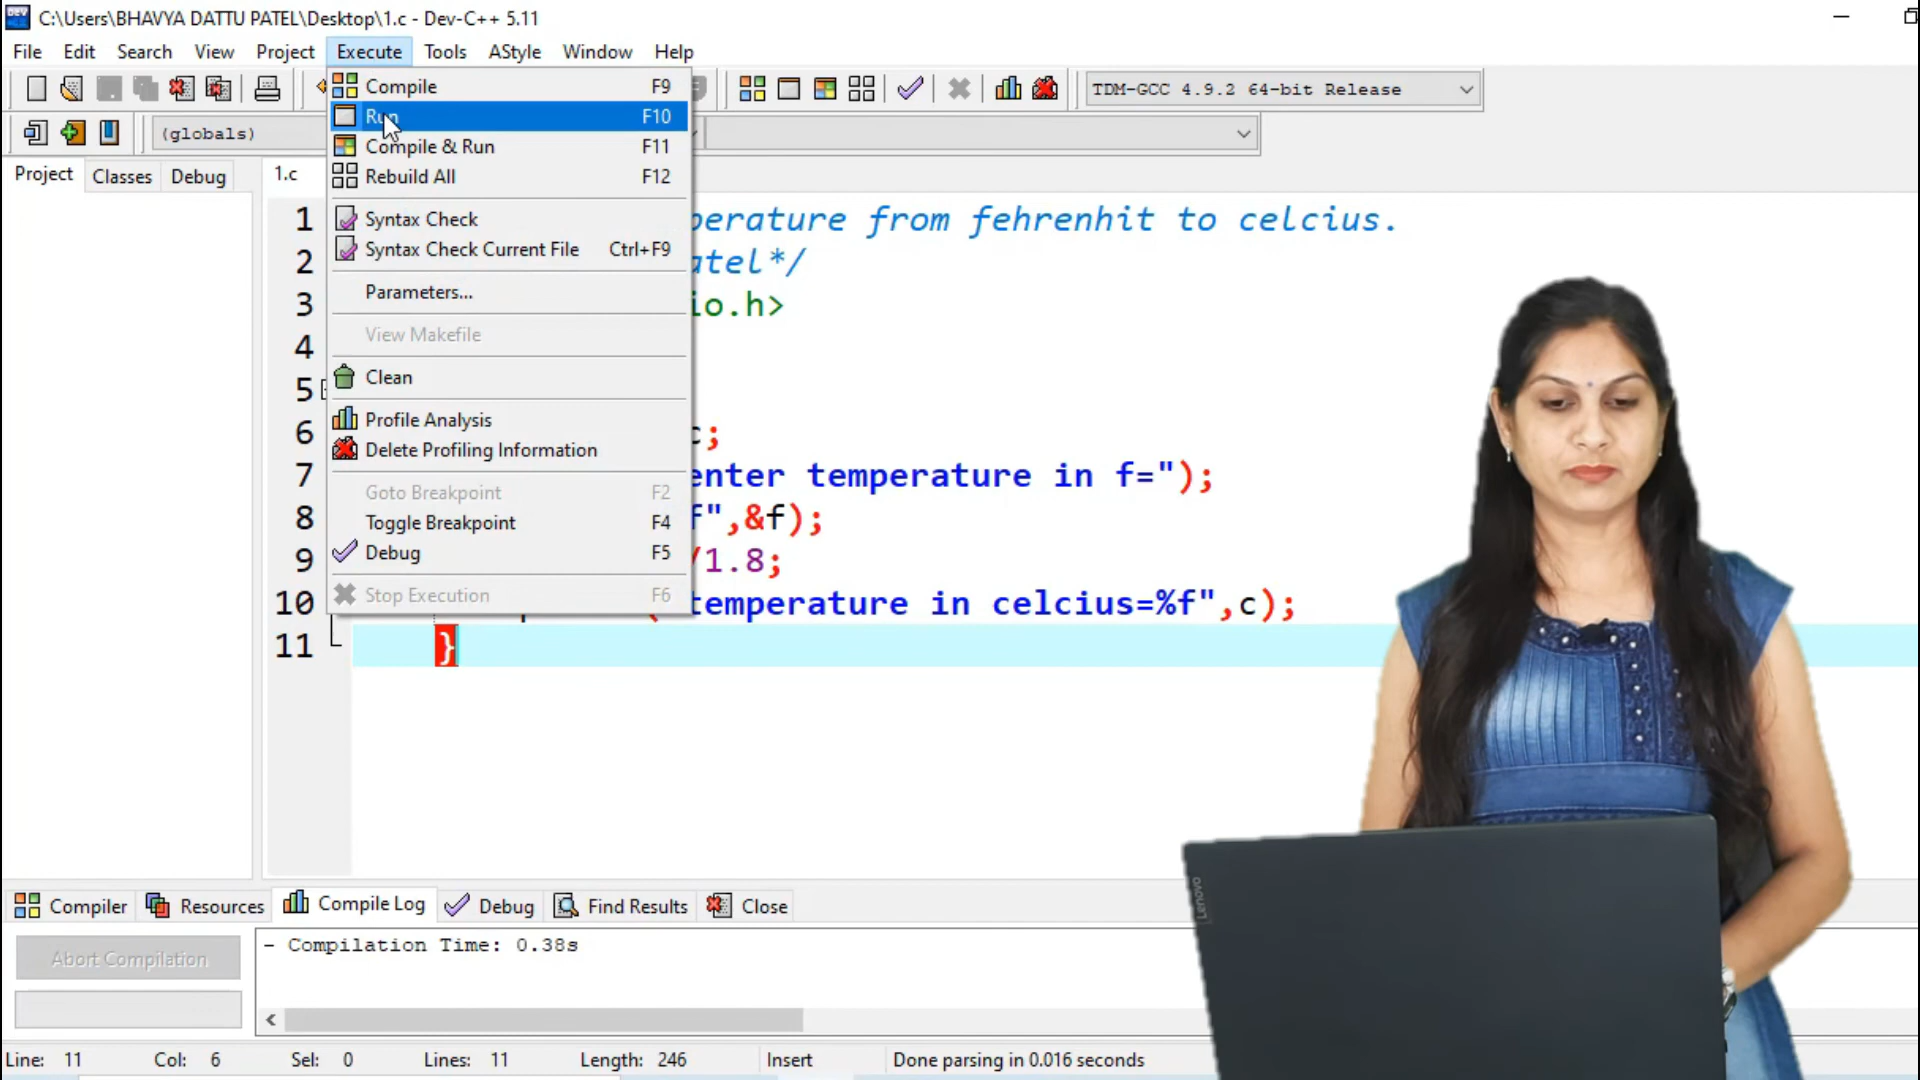 C:\Users\BHAVYA DATTU PATEL\Desktop\1.c - Dev-C++ 5.11
File Edit Search View Project Execute Tools AStyle Window Help
TDM-GCC 4.9.2 64-bit Release
(globals)
Project Classes Debug
1.c
Compile F9
Run F10
Compile & Run F11
Rebuild All F12
Syntax Check
Syntax Check Current File Ctrl+F9
Parameters...
View Makefile
Clean
Profile Analysis
Delete Profiling Information
Goto Breakpoint F2
Toggle Breakpoint F4
Debug F5
Stop Execution F6
1 perature from fehrenhit to celcius.
2 atel*/
3 io.h>
4
5
6 c;
7 enter temperature in f=");
8 f",&f);
9 /1.8;
10 temperature in celcius=%f",c);
11 }
Compiler Resources Compile Log Debug Find Results Close
Abort Compilation
- Compilation Time: 0.38s
Lenovo
Line: 11 Col: 6 Sel: 0 Lines: 11 Length: 246 Insert Done parsing in 0.016 seconds